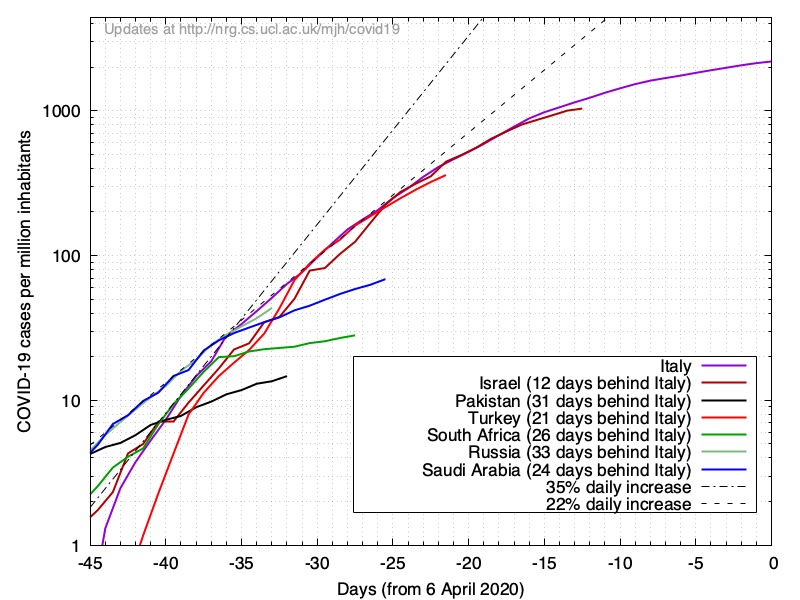 Updates at http://nrg.cs.ucl.ac.uk/mjh/covid19
COVID-19 cases per million inhabitants
1000
100
10
1
Italy
Israel (12 days behind Italy)
Pakistan (31 days behind Italy)
Turkey (21 days behind Italy)
South Africa (26 days behind Italy)
Russia (33 days behind Italy)
Saudi Arabia (24 days behind Italy)
35% daily increase
22% daily increase
-45 -40 -35 -30 -25 -20 -15 -10 -5 0
Days (from 6 April 2020)